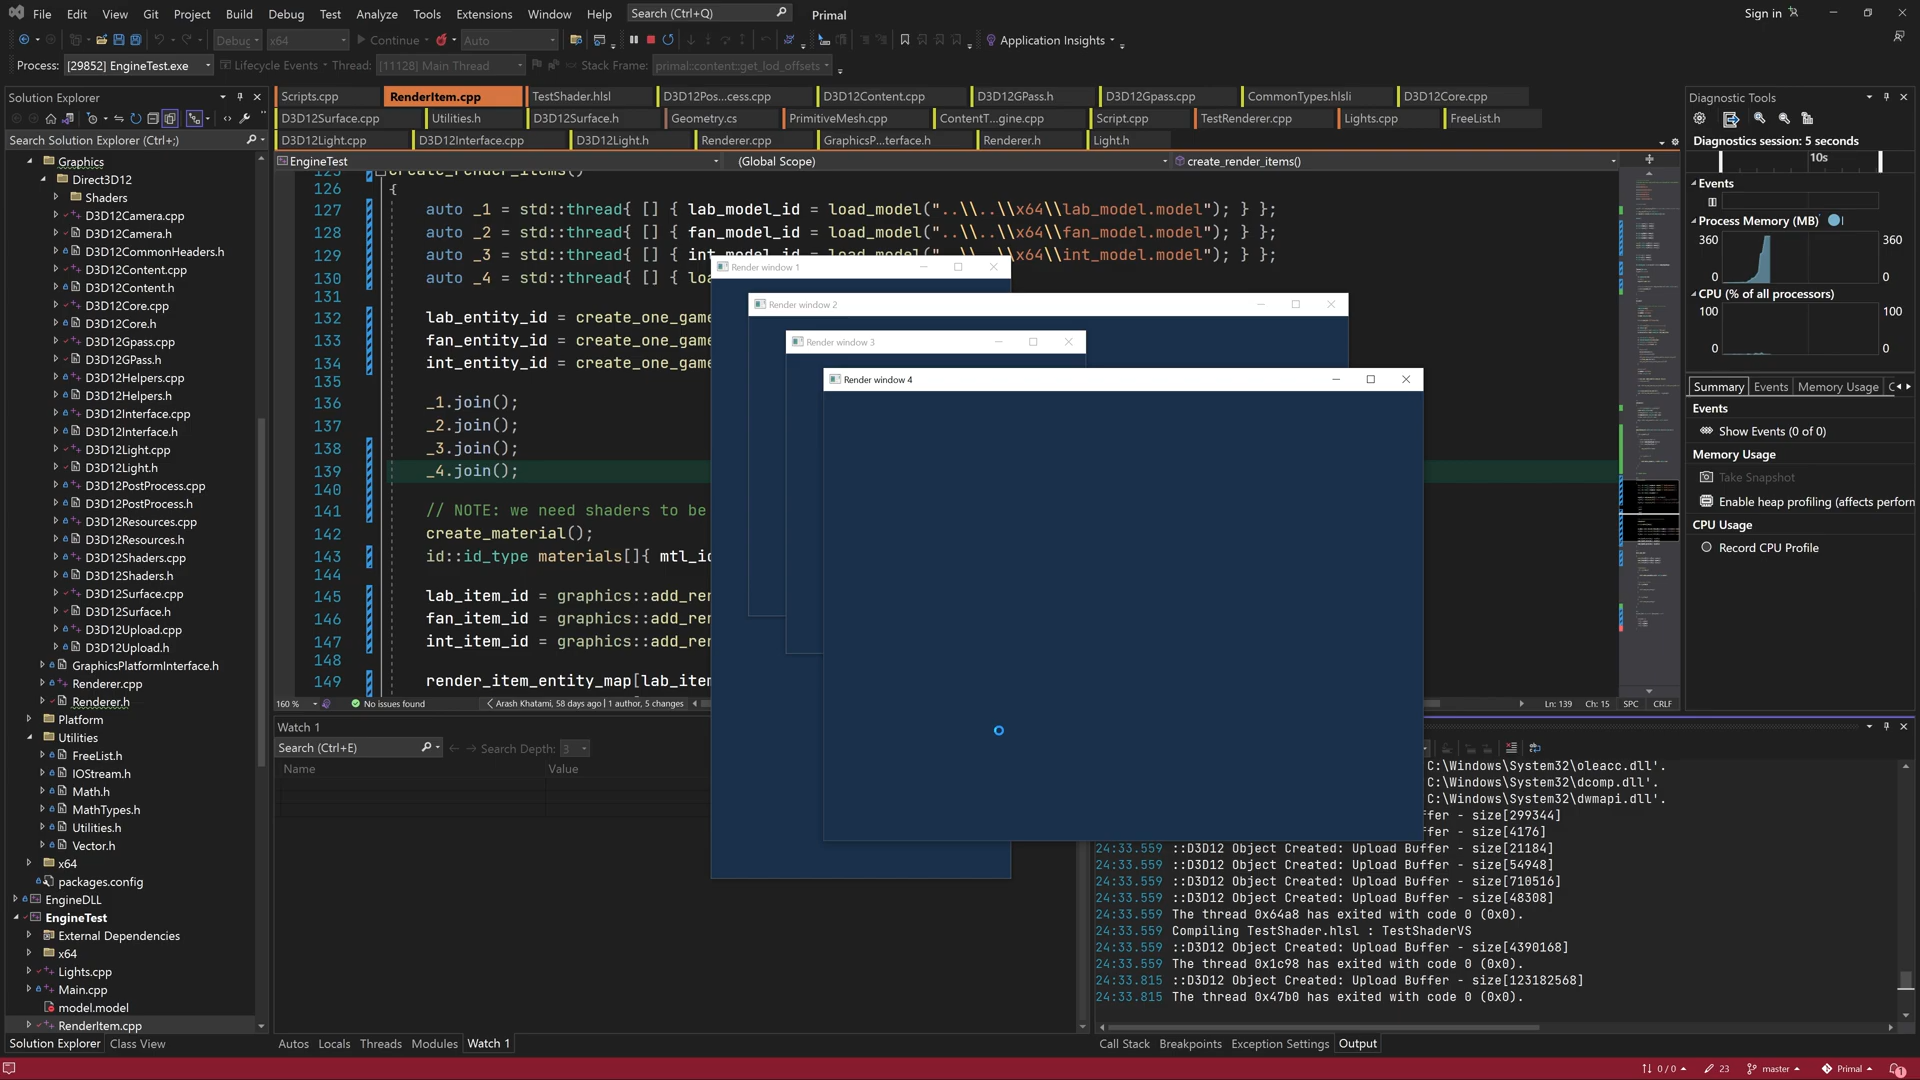 File Edit View Git Project Build Debug Test Analyze Tools Extensions Window Help Search (Ctrl+Q) Primal Sign in
Debug x64 Continue Auto Application Insights
Process: [29852] EngineTest.exe Lifecycle Events Thread: [11128] Main Thread Stack Frame: primal::content::get_lod_offsets
Solution Explorer
Search Solution Explorer (Ctrl+;)
Graphics
Direct3D12
Shaders
D3D12Camera.cpp
D3D12Camera.h
D3D12CommonHeaders.h
D3D12Content.cpp
D3D12Content.h
D3D12Core.cpp
D3D12Core.h
D3D12Gpass.cpp
D3D12GPass.h
D3D12Helpers.cpp
D3D12Helpers.h
D3D12Interface.cpp
D3D12Interface.h
D3D12Light.cpp
D3D12Light.h
D3D12PostProcess.cpp
D3D12PostProcess.h
D3D12Resources.cpp
D3D12Resources.h
D3D12Shaders.cpp
D3D12Shaders.h
D3D12Surface.cpp
D3D12Surface.h
D3D12Upload.cpp
D3D12Upload.h
GraphicsPlatformInterface.h
Renderer.cpp
Renderer.h
Platform
Utilities
FreeList.h
IOStream.h
Math.h
MathTypes.h
Utilities.h
Vector.h
x64
packages.config
EngineDLL
EngineTest
External Dependencies
x64
Lights.cpp
Main.cpp
model.model
RenderItem.cpp
Solution Explorer Class View
Scripts.cpp RenderItem.cpp TestShader.hlsl D3D12Pos...cess.cpp D3D12Content.cpp D3D12GPass.h D3D12Gpass.cpp CommonTypes.hlsli D3D12Core.cpp
D3D12Surface.cpp Utilities.h D3D12Surface.h Geometry.cs PrimitiveMesh.cpp ContentT...gine.cpp Script.cpp TestRenderer.cpp Lights.cpp FreeList.h
D3D12Light.cpp D3D12Interface.cpp D3D12Light.h Renderer.cpp GraphicsP...terface.h Renderer.h Light.h
EngineTest (Global Scope) create_render_items()
125 create_render_items()
126 {
127 auto _1 = std::thread{ [] { lab_model_id = load_model("..\\..\\x64\\lab_model.model"); } };
128 auto _2 = std::thread{ [] { fan_model_id = load_model("..\\..\\x64\\fan_model.model"); } };
129 auto _3 = std::thread{ [] { int_model_id = load_model("..\\..\\x64\\int_model.model"); } };
130 auto _4 = std::thread{ [] { loa
131
132 lab_entity_id = create_one_game
133 fan_entity_id = create_one_game
134 int_entity_id = create_one_game
135
136 _1.join();
137 _2.join();
138 _3.join();
139 _4.join();
140
141 // NOTE: we need shaders to be
142 create_material();
143 id::id_type materials[]{ mtl_id
144
145 lab_item_id = graphics::add_ren
146 fan_item_id = graphics::add_ren
147 int_item_id = graphics::add_ren
148
149 render_item_entity_map[lab_item
Render window 1
Render window 2
Render window 3
Render window 4
160 % No issues found Arash Khatami, 58 days ago | 1 author, 5 changes Ln: 139 Ch: 15 SPC CRLF
Watch 1
Search (Ctrl+E) Search Depth: 3
Name Value
Autos Locals Threads Modules Watch 1
Diagnostic Tools
Diagnostics session: 5 seconds
10s
Events
Process Memory (MB)
360 360
0 0
CPU (% of all processors)
100 100
0 0
Summary Events Memory Usage C
Events
Show Events (0 of 0)
Memory Usage
Take Snapshot
Enable heap profiling (affects perform
CPU Usage
Record CPU Profile
C:\Windows\System32\oleacc.dll'.
C:\Windows\System32\dcomp.dll'.
C:\Windows\System32\dwmapi.dll'.
ffer - size[299344]
ffer - size[4176]
24:33.559 ::D3D12 Object Created: Upload Buffer - size[21184]
24:33.559 ::D3D12 Object Created: Upload Buffer - size[54948]
24:33.559 ::D3D12 Object Created: Upload Buffer - size[710516]
24:33.559 ::D3D12 Object Created: Upload Buffer - size[48308]
24:33.559 The thread 0x64a8 has exited with code 0 (0x0).
24:33.559 Compiling TestShader.hlsl : TestShaderVS
24:33.559 ::D3D12 Object Created: Upload Buffer - size[4390168]
24:33.559 The thread 0x1c98 has exited with code 0 (0x0).
24:33.815 ::D3D12 Object Created: Upload Buffer - size[123182568]
24:33.815 The thread 0x47b0 has exited with code 0 (0x0).
Call Stack Breakpoints Exception Settings Output
0 / 0 23 master Primal 1